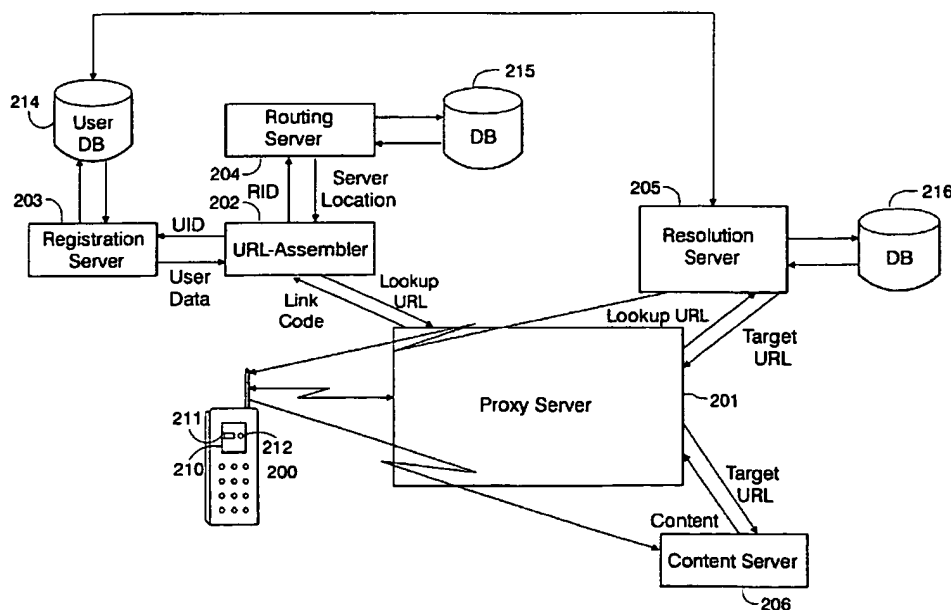 215
214
User
DB
Routing
Server
DB
204
RID
Server
Location
203
202
205
216
UID
Registration
Server
URL-Assembler
Resolution
Server
DB
User
Data
Lookup
URL
Link
Code
Lookup URL
Target
URL
Proxy Server
201
211
212
210
200
Target
URL
Content
Content Server
206